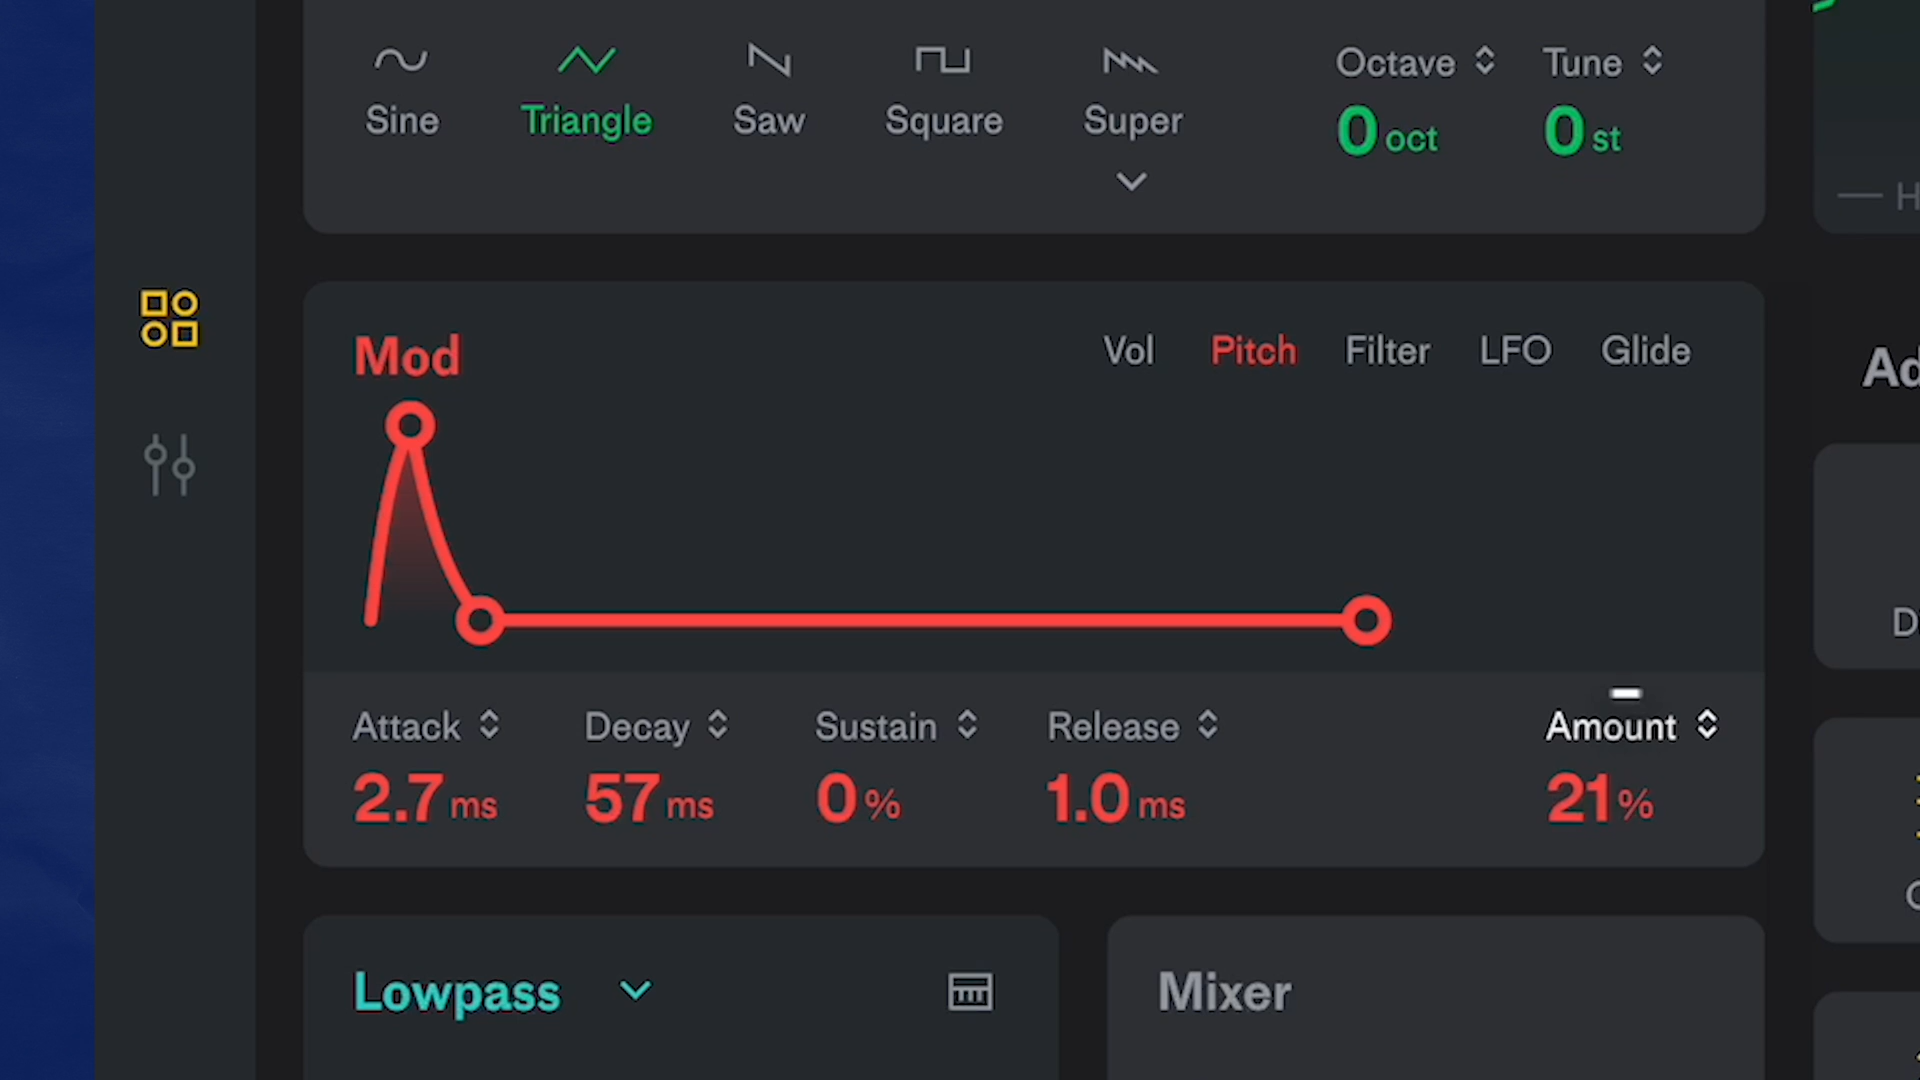 Sine Triangle Saw Square Super
Octave Tune
0 oct 0 st
Mod
Vol Pitch Filter LFO Glide
Attack Decay Sustain Release Amount
2.7 ms 57 ms 0 % 1.0 ms 21 %
Lowpass
Mixer